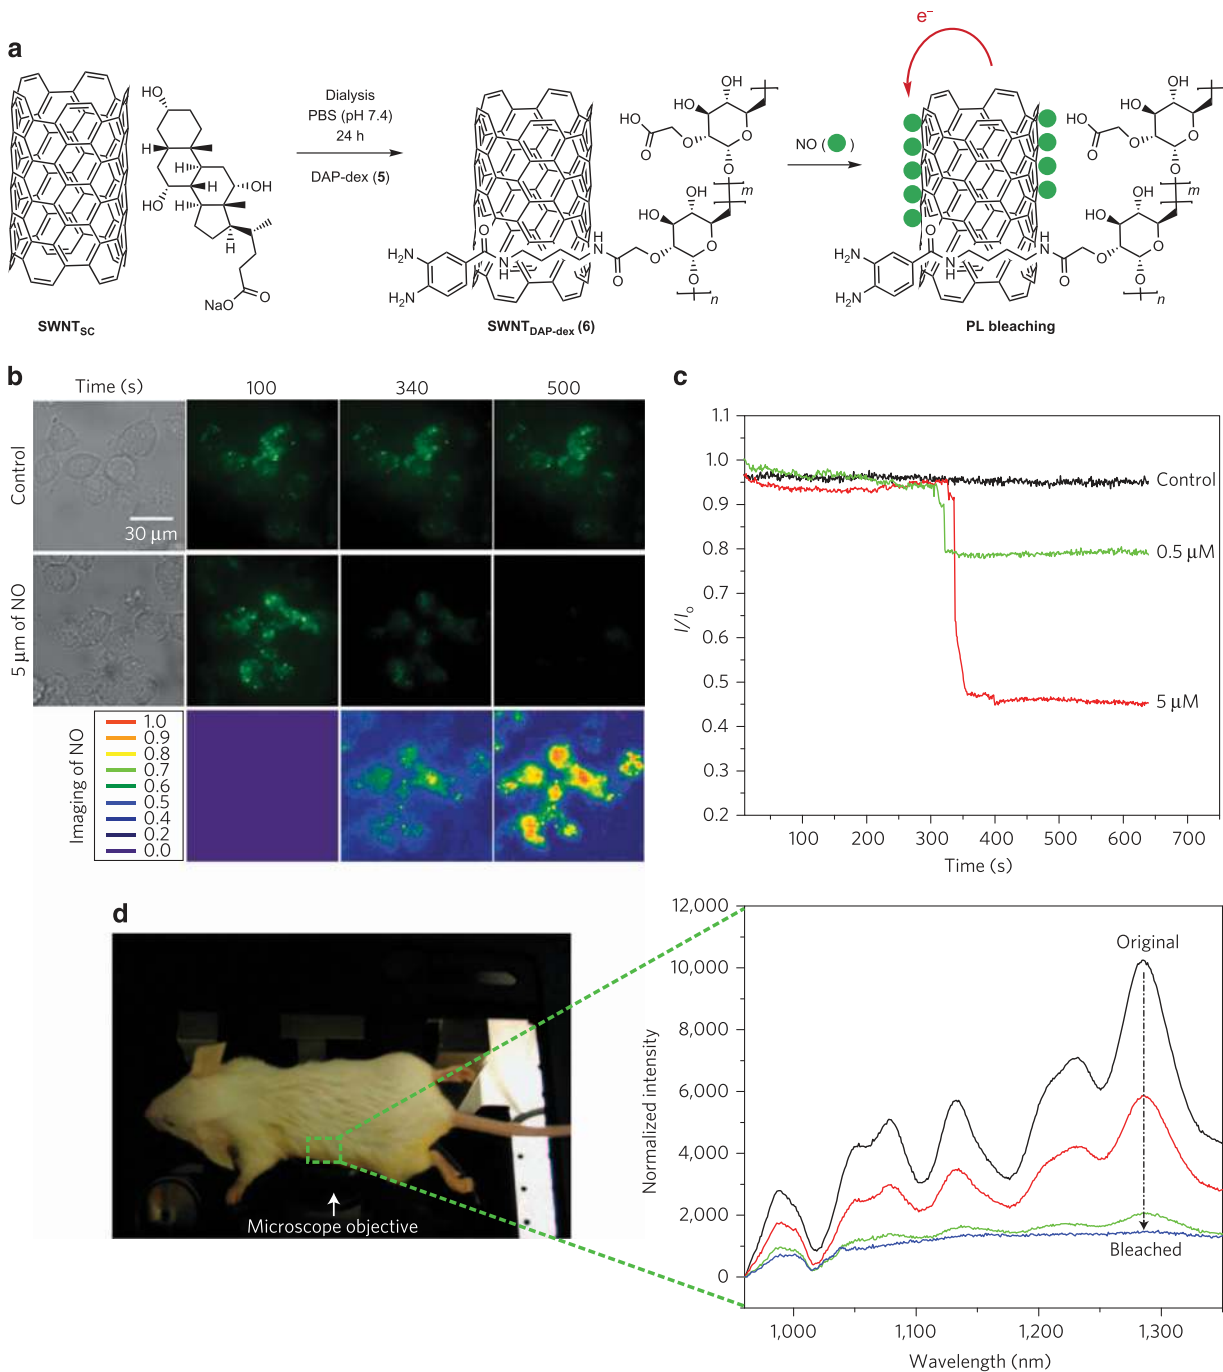 a
e⁻
HO
H
H
H
H
OH
HO
H
NaO
O
SWNT_SC
Dialysis
PBS (pH 7.4)
24 h
DAP-dex (5)
OH
HO
HO
O
O
O
O
m
OH
HO
O
O
O
n
H
N
O
O
N
H
H₂N
H₂N
SWNT_DAP-dex (6)
NO ( )
OH
HO
HO
O
O
O
O
m
OH
HO
O
O
O
n
H
N
O
O
N
H
H₂N
H₂N
PL bleaching
b
Time (s) 100 340 500
Control
30 μm
5 μm of NO
Imaging of NO
1.0
0.9
0.8
0.7
0.6
0.5
0.4
0.2
0.0
c
1.1
1.0
0.9
0.8
0.7
0.6
0.5
0.4
0.3
0.2
I/I_o
Control
0.5 μM
5 μM
100 200 300 400 500 600 700
Time (s)
d
Microscope objective
12,000
10,000
8,000
6,000
4,000
2,000
0
Normalized intensity
Original
Bleached
1,000 1,100 1,200 1,300
Wavelength (nm)